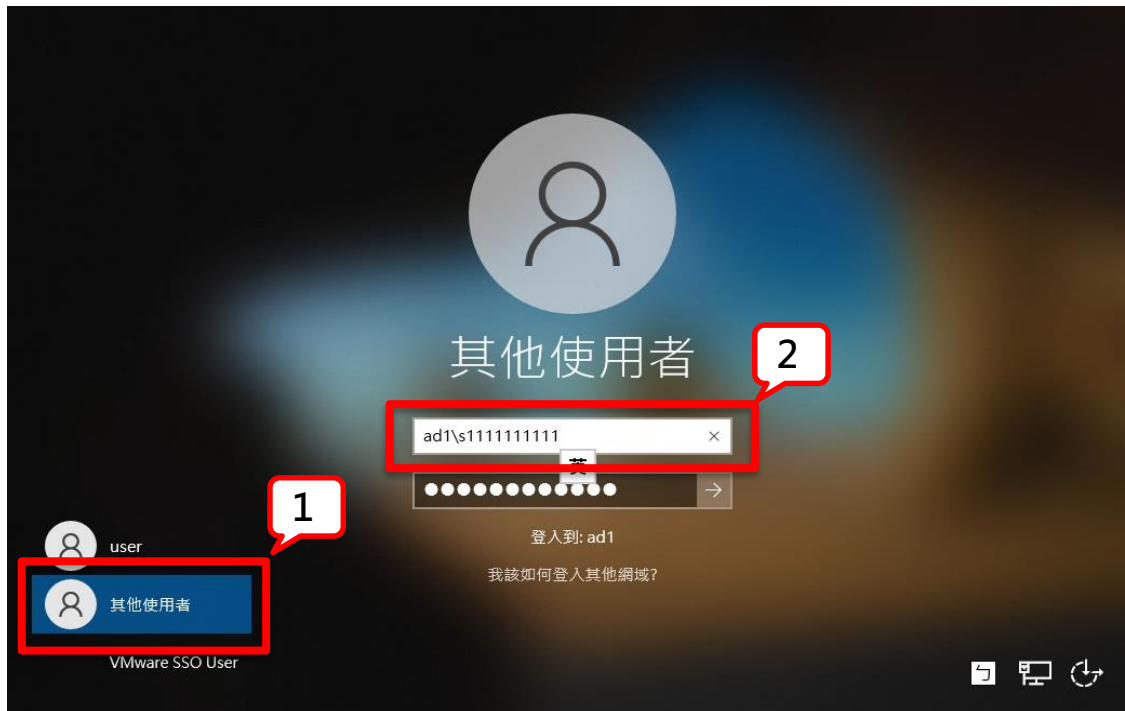 其他使用者
2
ad1\s1111111111
英
登入到: ad1
我該如何登入其他網域?
1
user
其他使用者
VMware SSO User
ㄅ